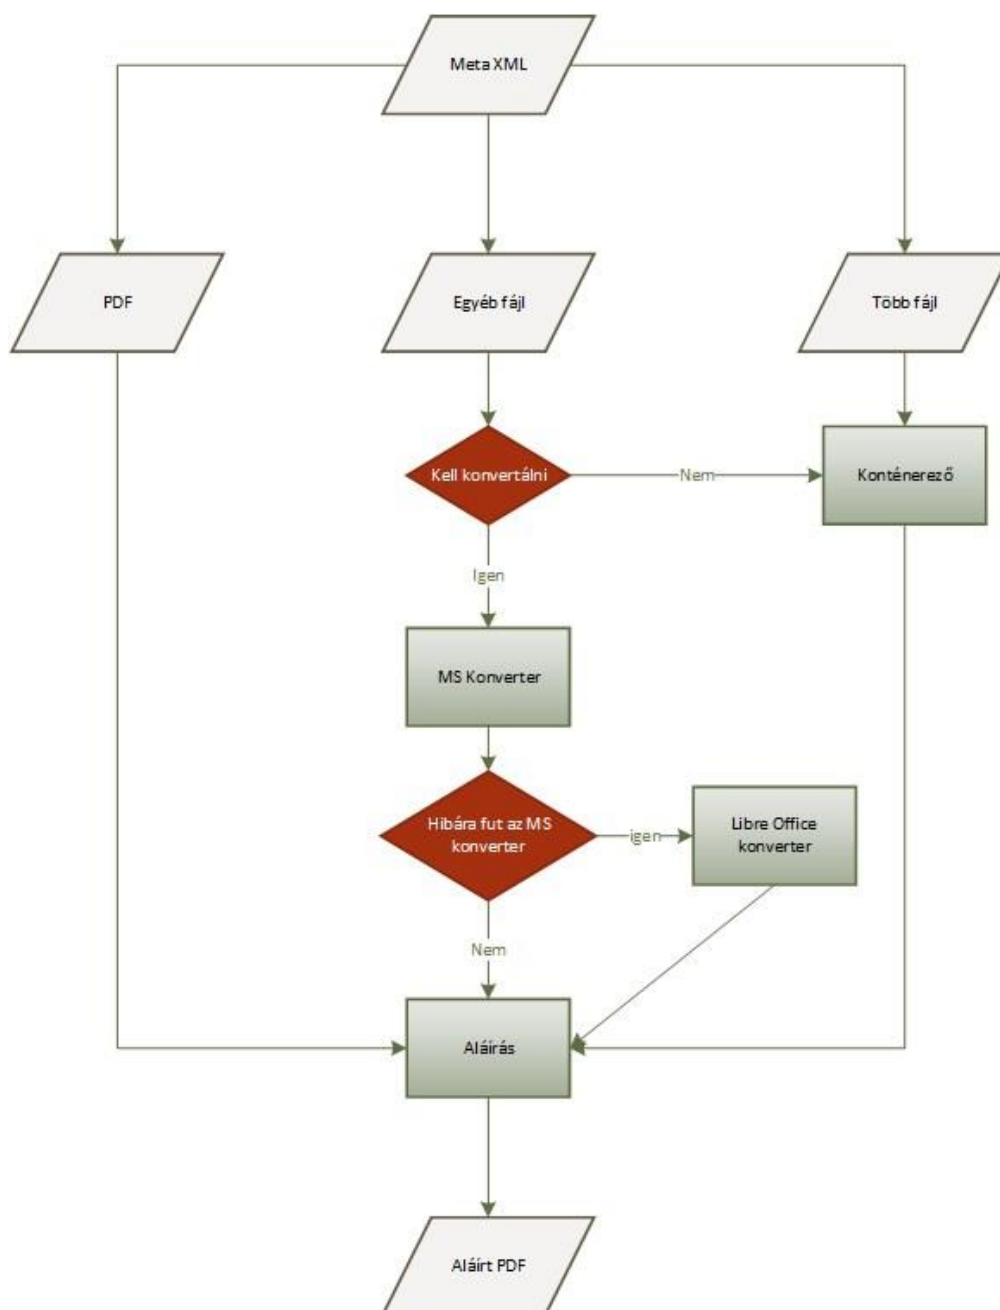 Meta XML
PDF
Egyéb fájl
Több fájl
Kell konvertálni
Nem
Konténerező
Igen
MS Konverter
Hibára fut az MS
konverter
igen
Libre Office
konverter
Nem
Aláírás
Aláírt PDF